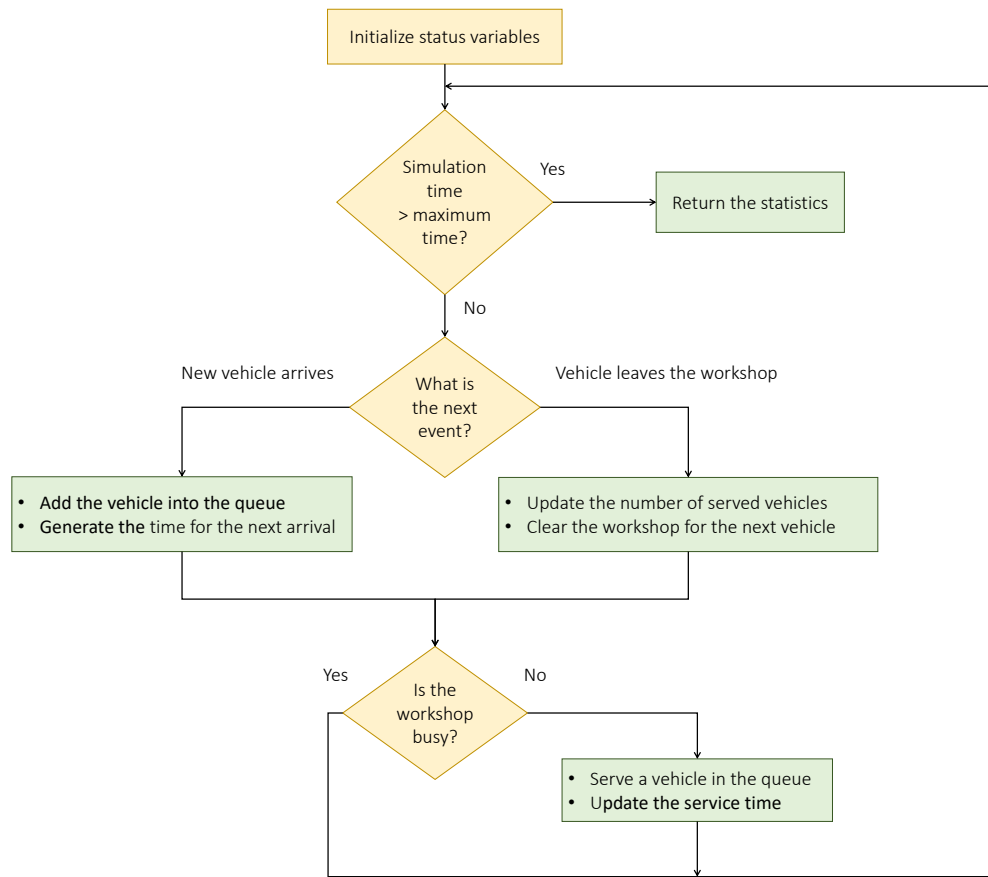 Initialize status variables
Simulation
time
> maximum
time?
Yes
Return the statistics
No
New vehicle arrives
What is
the next
event?
Vehicle leaves the workshop
• Add the vehicle into the queue
• Generate the time for the next arrival
• Update the number of served vehicles
• Clear the workshop for the next vehicle
Yes
Is the
workshop
busy?
No
• Serve a vehicle in the queue
• Update the service time